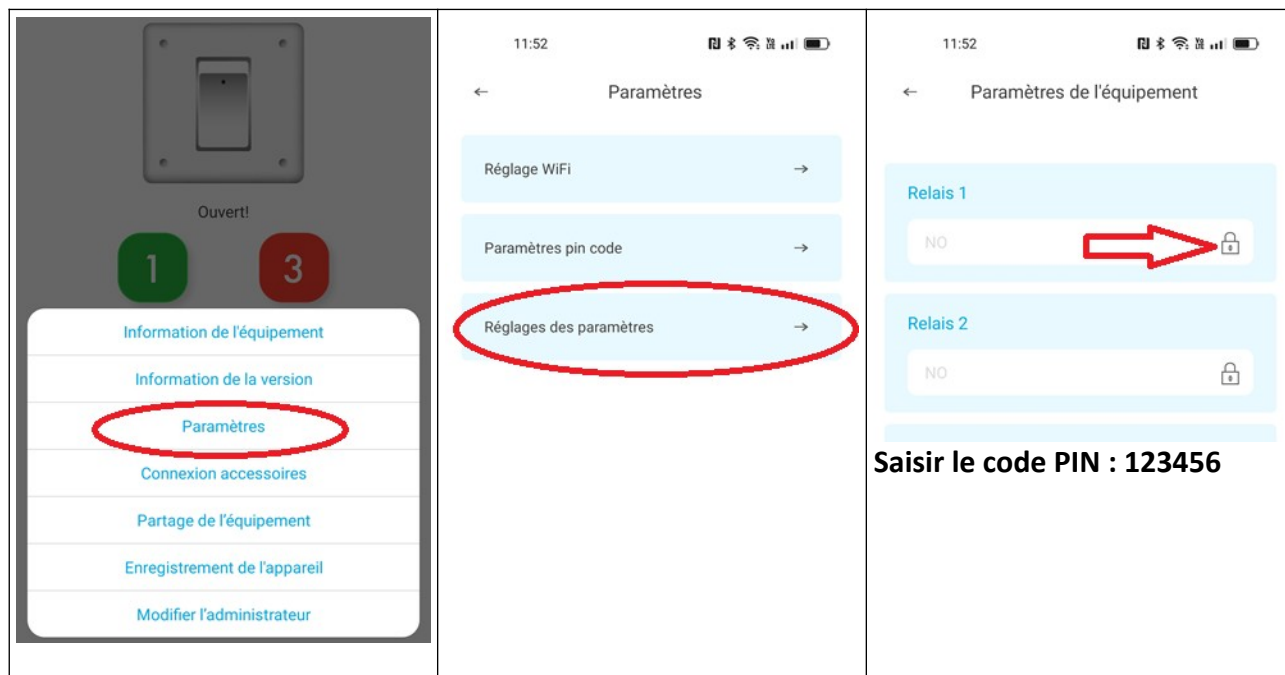 Ouvert!
1
3
Information de l'équipement
Information de la version
Paramètres
Connexion accessoires
Partage de l'équipement
Enregistrement de l'appareil
Modifier l'administrateur
11:52
← Paramètres
Réglage WiFi →
Paramètres pin code →
Réglages des paramètres →
11:52
← Paramètres de l'équipement
Relais 1
NO
Relais 2
NO
Saisir le code PIN : 123456